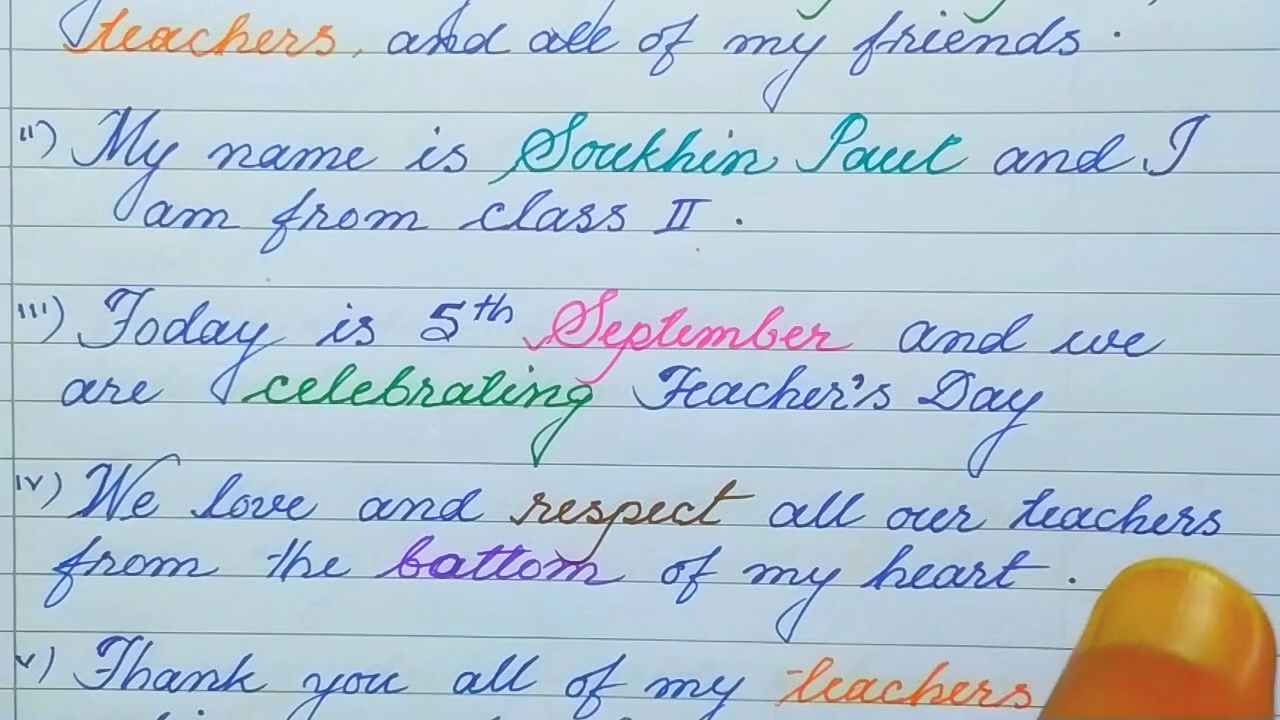 teachers, and all of my friends.
ii) My name is Soukhin Paul and I
am from class II.
iii) Today is 5th September and we
are celebrating Teacher's Day
iv) We love and respect all our teachers
from the battom of my heart.
v) Thank you all of my teachers